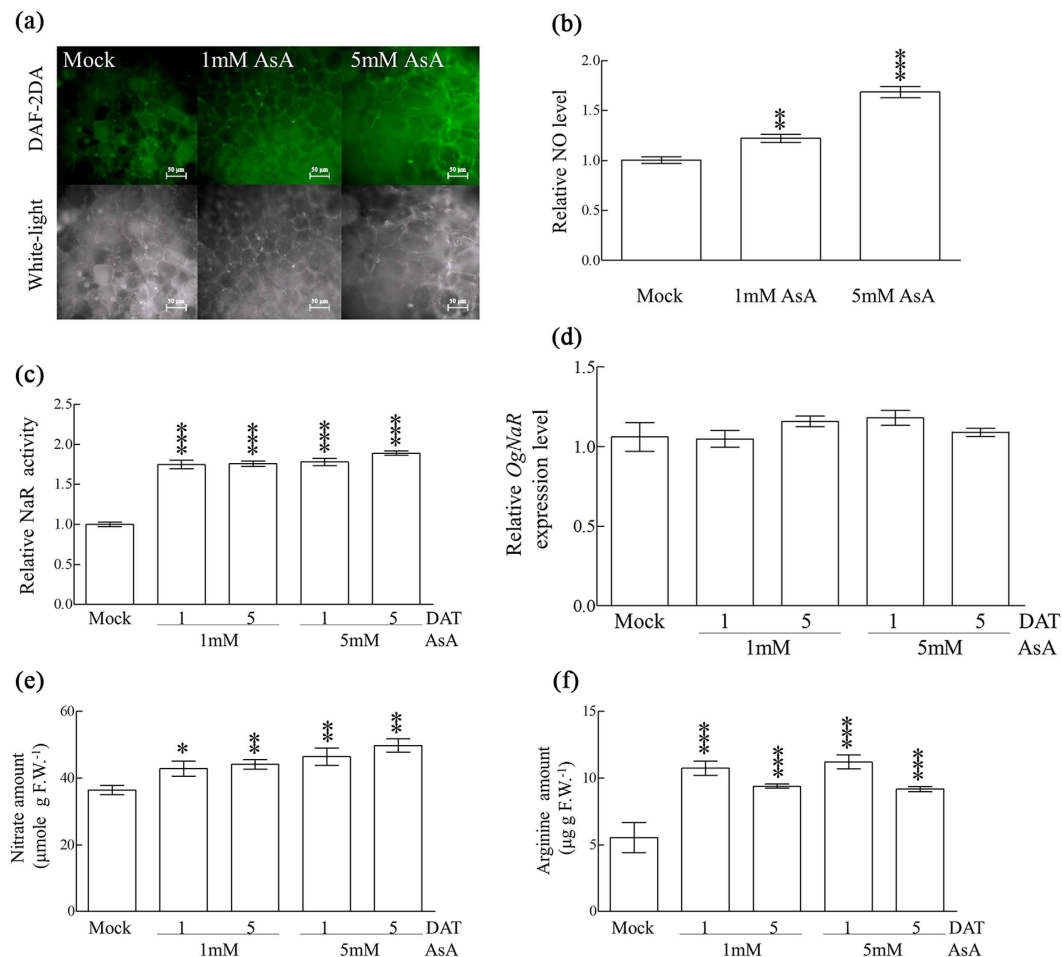 (a)
Mock 1mM AsA 5mM AsA
DAF-2DA
50 µm 50 µm 50 µm
White-light
50 µm 50 µm 50 µm
(b)
Relative NO level
2.0
1.5
1.0
0.5
0.0
** ***
Mock 1mM AsA 5mM AsA
(c)
Relative NaR activity
2.5
2.0
1.5
1.0
0.5
0.0
*** *** *** ***
Mock 1 5 1 5 DAT
1mM 5mM AsA
(d)
Relative OgNaR
expression level
1.5
1.0
0.5
0.0
Mock 1 5 1 5 DAT
1mM 5mM AsA
(e)
Nitrate amount
(µmole g F.W.⁻¹)
60
40
20
0
* ** ** **
Mock 1 5 1 5 DAT
1mM 5mM AsA
(f)
Arginine amount
(µg g F.W.⁻¹)
15
10
5
0
*** *** *** ***
Mock 1 5 1 5 DAT
1mM 5mM AsA